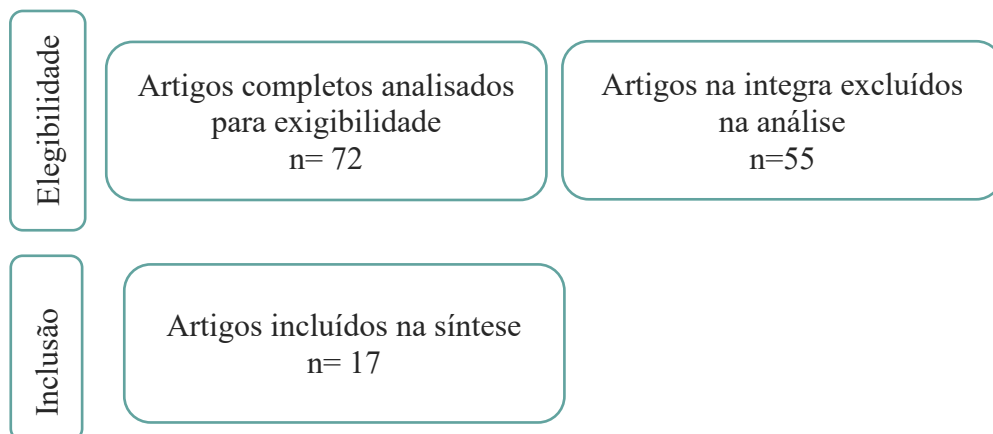 Elegibilidade
Artigos completos analisados
para exigibilidade
n= 72
Artigos na integra excluídos
na análise
n=55
Inclusão
Artigos incluídos na síntese
n= 17